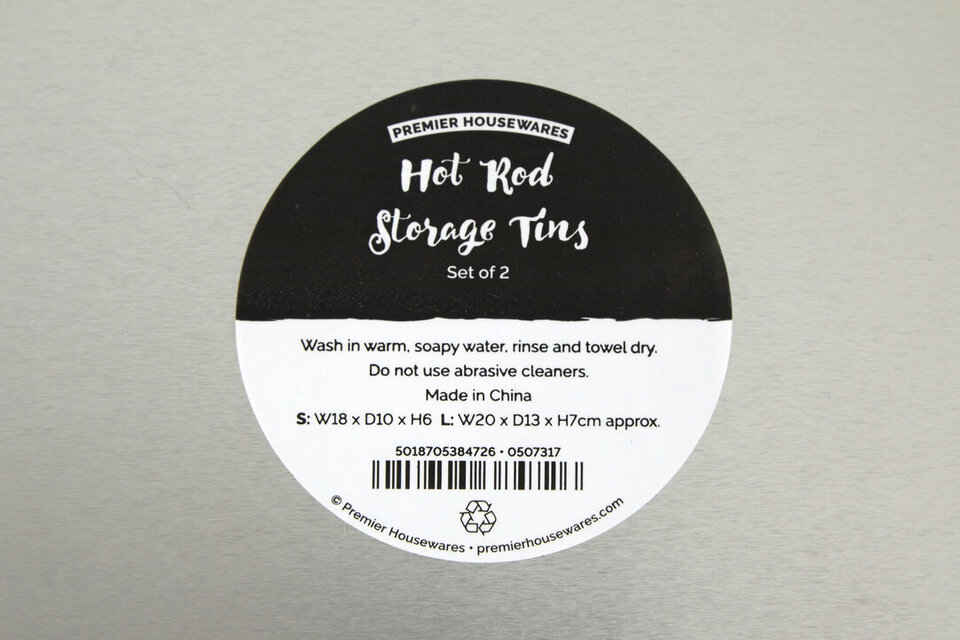 PREMIER HOUSEWARES
Hot Rod
Storage Tins
Set of 2
Wash in warm, soapy water, rinse and towel dry.
Do not use abrasive cleaners.
Made in China
S: W18 x D10 x H6 L: W20 x D13 x H7cm approx.
5018705384726 • 0507317
© Premier Housewares • premierhousewares.com